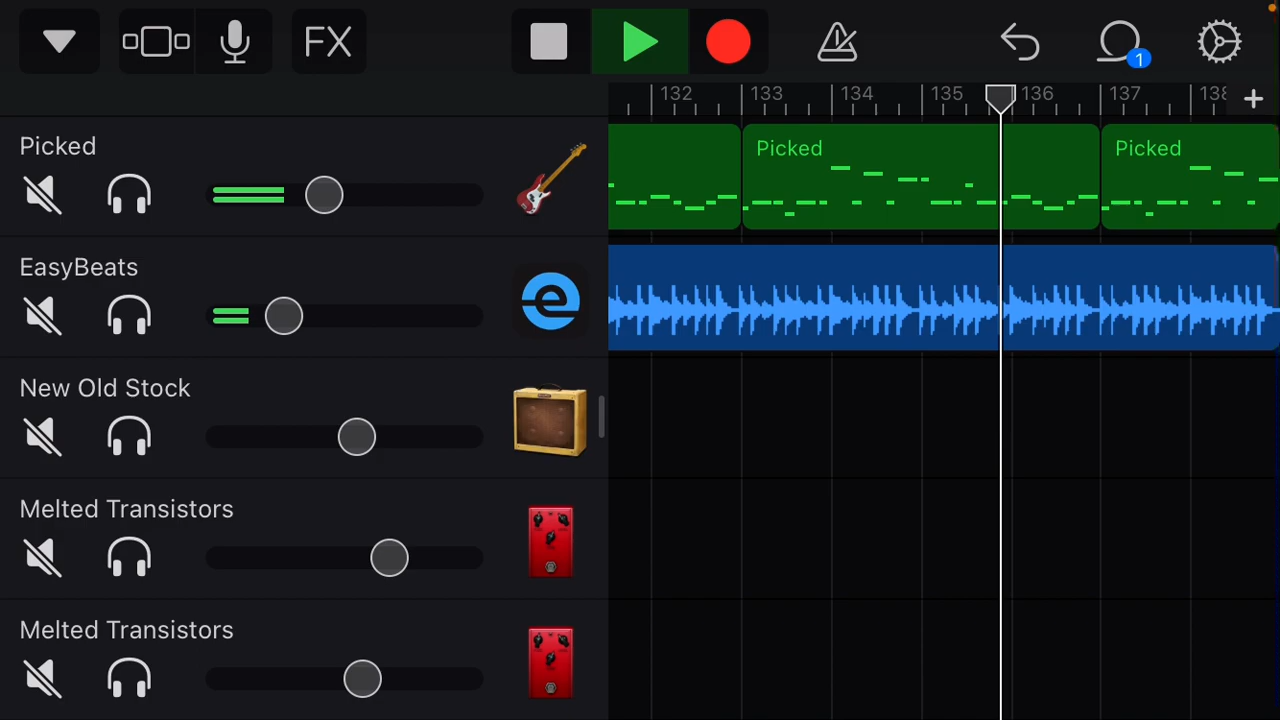 FX
1
132 133 134 135 136 137 138
Picked
Picked
Picked
EasyBeats
e
New Old Stock
Melted Transistors
Melted Transistors